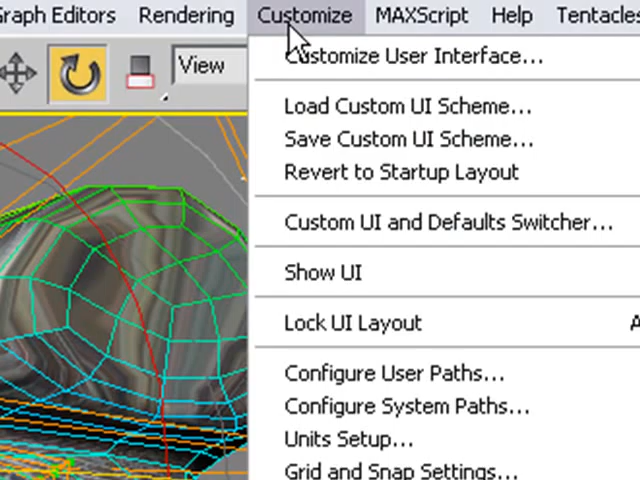 Graph Editors Rendering Customize MAXScript Help Tentacles
View
Customize User Interface...
Load Custom UI Scheme...
Save Custom UI Scheme...
Revert to Startup Layout
Custom UI and Defaults Switcher...
Show UI
Lock UI Layout A
Configure User Paths...
Configure System Paths...
Units Setup...
Grid and Snap Settings...